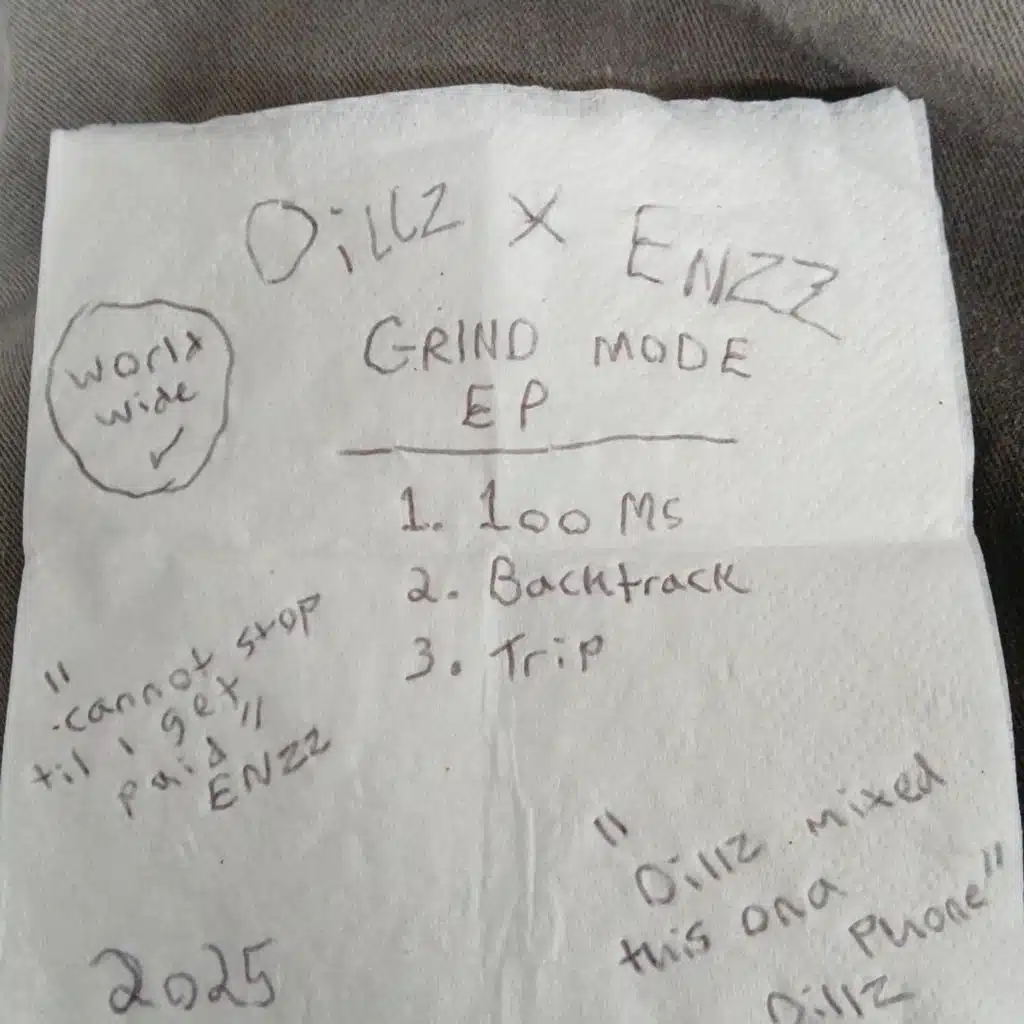 Dillz x ENZZ
GRIND MODE
EP
world
wide
✓
1. 100 Ms
2. Backtrack
3. Trip
"cannot stop
til i get
paid"
ENZZ
"Dillz mixed
this on a
phone"
Dillz
2025